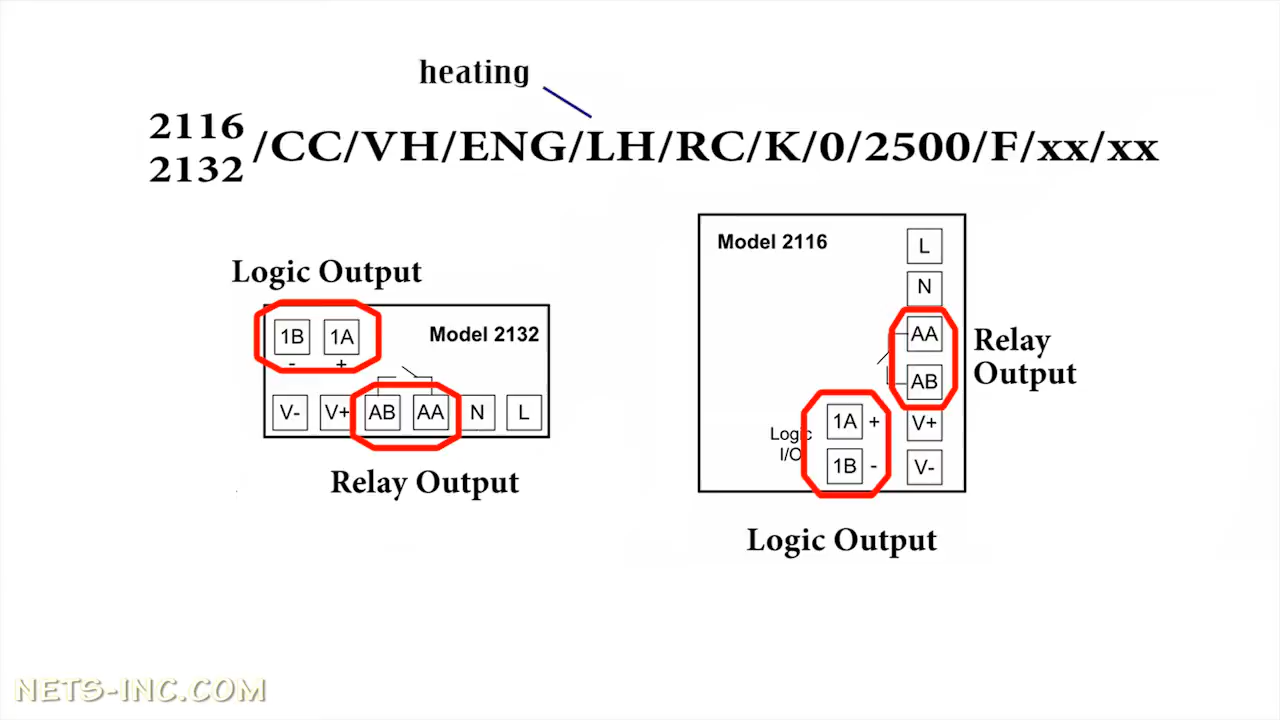 heating
2116
2132
/CC/VH/ENG/LH/RC/K/0/2500/F/xx/xx
Logic Output
1B 1A
- +
Model 2132
V- V+ AB AA N L
Relay Output
Model 2116
L
N
AA
AB
Relay
Output
1A +
V+
Logic
I/O
1B -
V-
Logic Output
NETS-INC.COM